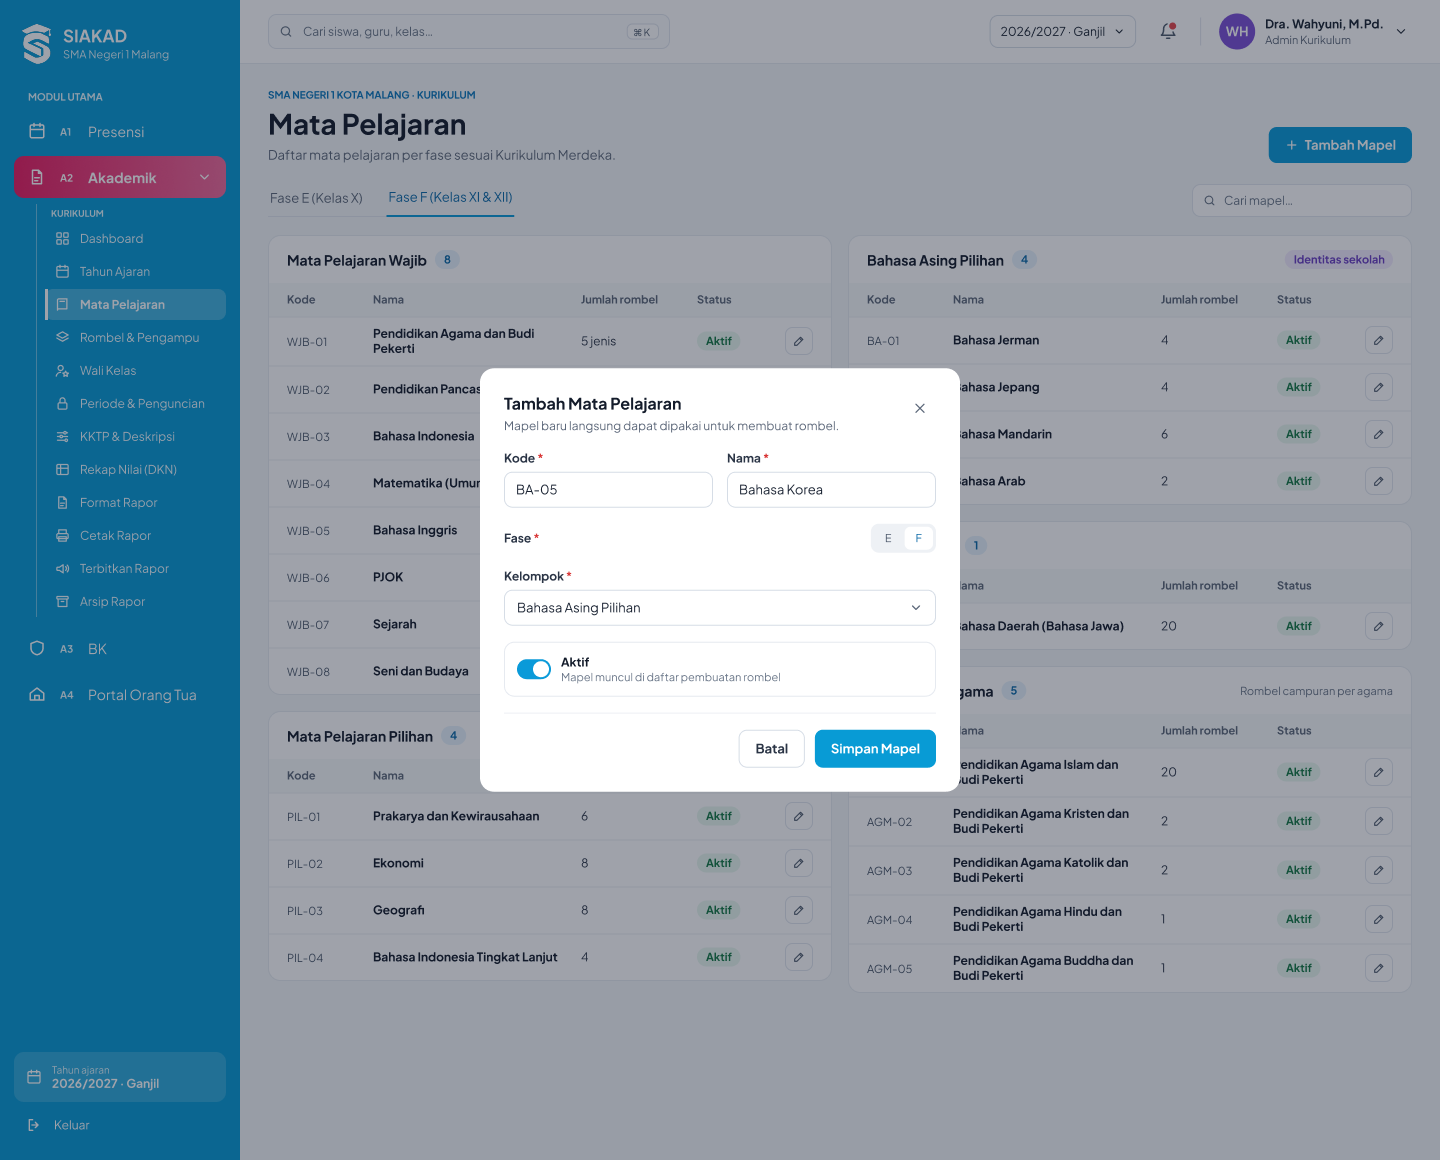 SIAKAD
SMA Negeri 1 Malang
MODUL UTAMA
A1 Presensi
A2 Akademik
KURIKULUM
Dashboard
Tahun Ajaran
Mata Pelajaran
Rombel & Pengampu
Wali Kelas
Periode & Penguncian
KKTP & Deskripsi
Rekap Nilai (DKN)
Format Rapor
Cetak Rapor
Terbitkan Rapor
Arsip Rapor
A3 BK
A4 Portal Orang Tua
Tahun ajaran
2026/2027 · Ganjil
Keluar
Cari siswa, guru, kelas...
⌘K
2026/2027 · Ganjil
WH
Dra. Wahyuni, M.Pd.
Admin Kurikulum
SMA NEGERI 1 KOTA MALANG · KURIKULUM
Mata Pelajaran
Daftar mata pelajaran per fase sesuai Kurikulum Merdeka.
+ Tambah Mapel
Fase E (Kelas X)
Fase F (Kelas XI & XII)
Cari mapel...
Mata Pelajaran Wajib 8
Kode Nama Jumlah rombel Status
WJB-01 Pendidikan Agama dan Budi Pekerti 5 jenis Aktif
WJB-02 Pendidikan Pancas
WJB-03 Bahasa Indonesia
WJB-04 Matematika (Umum
WJB-05 Bahasa Inggris
WJB-06 PJOK
WJB-07 Sejarah
WJB-08 Seni dan Budaya
Mata Pelajaran Pilihan 4
Kode Nama
PIL-01 Prakarya dan Kewirausahaan 6 Aktif
PIL-02 Ekonomi 8 Aktif
PIL-03 Geografi 8 Aktif
PIL-04 Bahasa Indonesia Tingkat Lanjut 4 Aktif
Bahasa Asing Pilihan 4
Identitas sekolah
Kode Nama Jumlah rombel Status
BA-01 Bahasa Jerman 4 Aktif
Bahasa Jepang 4 Aktif
Bahasa Mandarin 6 Aktif
Bahasa Arab 2 Aktif
1
Nama Jumlah rombel Status
Bahasa Daerah (Bahasa Jawa) 20 Aktif
gama 5
Rombel campuran per agama
Nama Jumlah rombel Status
Pendidikan Agama Islam dan Budi Pekerti 20 Aktif
AGM-02 Pendidikan Agama Kristen dan Budi Pekerti 2 Aktif
AGM-03 Pendidikan Agama Katolik dan Budi Pekerti 2 Aktif
AGM-04 Pendidikan Agama Hindu dan Budi Pekerti 1 Aktif
AGM-05 Pendidikan Agama Buddha dan Budi Pekerti 1 Aktif
Tambah Mata Pelajaran
Mapel baru langsung dapat dipakai untuk membuat rombel.
Kode * Nama *
BA-05 Bahasa Korea
Fase * E F
Kelompok *
Bahasa Asing Pilihan
Aktif
Mapel muncul di daftar pembuatan rombel
Batal Simpan Mapel